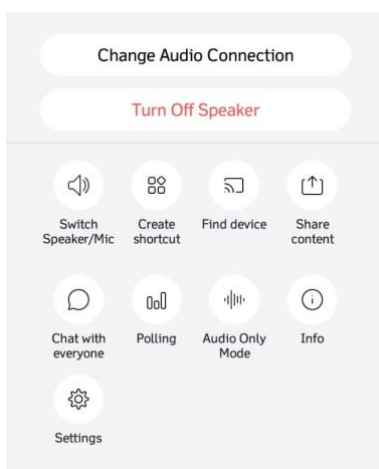 Change Audio Connection
Turn Off Speaker
Switch Speaker/Mic
Create shortcut
Find device
Share content
Chat with everyone
Polling
Audio Only Mode
Info
Settings